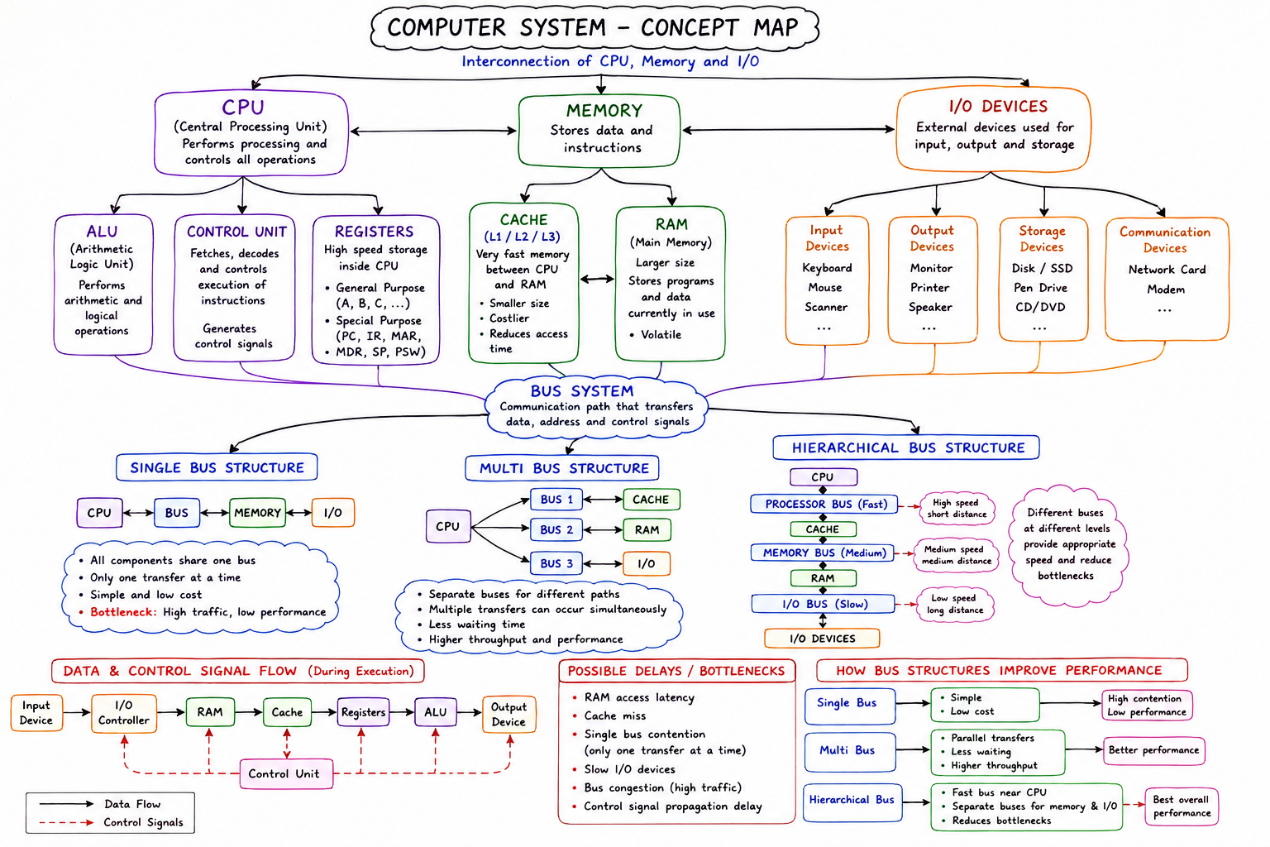 COMPUTER SYSTEM – CONCEPT MAP
Interconnection of CPU, Memory and I/O
CPU
(Central Processing Unit)
Performs processing and
controls all operations
MEMORY
Stores data and
instructions
I/O DEVICES
External devices used for
input, output and storage
ALU
(Arithmetic
Logic Unit)
Performs
arithmetic and
logical
operations
CONTROL UNIT
Fetches, decodes
and controls
execution of
instructions
Generates
control signals
REGISTERS
High speed storage
inside CPU
• General Purpose
(A, B, C, ...)
• Special Purpose
(PC, IR, MAR,
• MDR, SP, PSW)
CACHE
(L1 / L2 / L3)
Very fast memory
between CPU
and RAM
• Smaller size
• Costlier
• Reduces access
time
RAM
(Main Memory)
Larger size
Stores programs
and data
currently in use
• Volatile
Input
Devices
Keyboard
Mouse
Scanner
...
Output
Devices
Monitor
Printer
Speaker
...
Storage
Devices
Disk / SSD
Pen Drive
CD/DVD
...
Communication
Devices
Network Card
Modem
...
BUS SYSTEM
Communication path that transfers
data, address and control signals
SINGLE BUS STRUCTURE
CPU
BUS
MEMORY
I/O
• All components share one bus
• Only one transfer at a time
• Simple and low cost
• Bottleneck: High traffic, low performance
MULTI BUS STRUCTURE
CPU
BUS 1
CACHE
BUS 2
RAM
BUS 3
I/O
• Separate buses for different paths
• Multiple transfers can occur simultaneously
• Less waiting time
• Higher throughput and performance
HIERARCHICAL BUS STRUCTURE
CPU
PROCESSOR BUS (Fast)
High speed
short distance
CACHE
MEMORY BUS (Medium)
Medium speed
medium distance
RAM
I/O BUS (Slow)
Low speed
long distance
I/O DEVICES
Different buses
at different levels
provide appropriate
speed and reduce
bottlenecks
DATA & CONTROL SIGNAL FLOW (During Execution)
Input
Device
I/O
Controller
RAM
Cache
Registers
ALU
Output
Device
Control Unit
Data Flow
Control Signals
POSSIBLE DELAYS / BOTTLENECKS
• RAM access latency
• Cache miss
• Single bus contention
(only one transfer at a time)
• Slow I/O devices
• Bus congestion (high traffic)
• Control signal propagation delay
HOW BUS STRUCTURES IMPROVE PERFORMANCE
Single Bus
• Simple
• Low cost
High contention
Low performance
Multi Bus
• Parallel transfers
• Less waiting
• Higher throughput
Better performance
Hierarchical Bus
• Fast bus near CPU
• Separate buses for memory & I/O
• Reduces bottlenecks
Best overall
performance